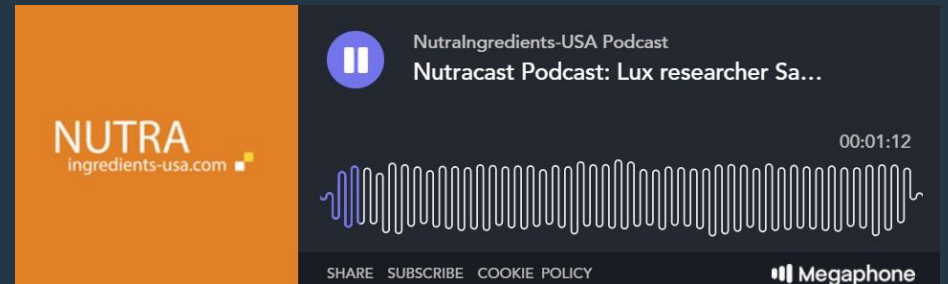 NUTRA
ingredients-usa.com
NutraIngredients-USA Podcast
Nutracast Podcast: Lux researcher Sa...
00:01:12
SHARE SUBSCRIBE COOKIE POLICY
Megaphone